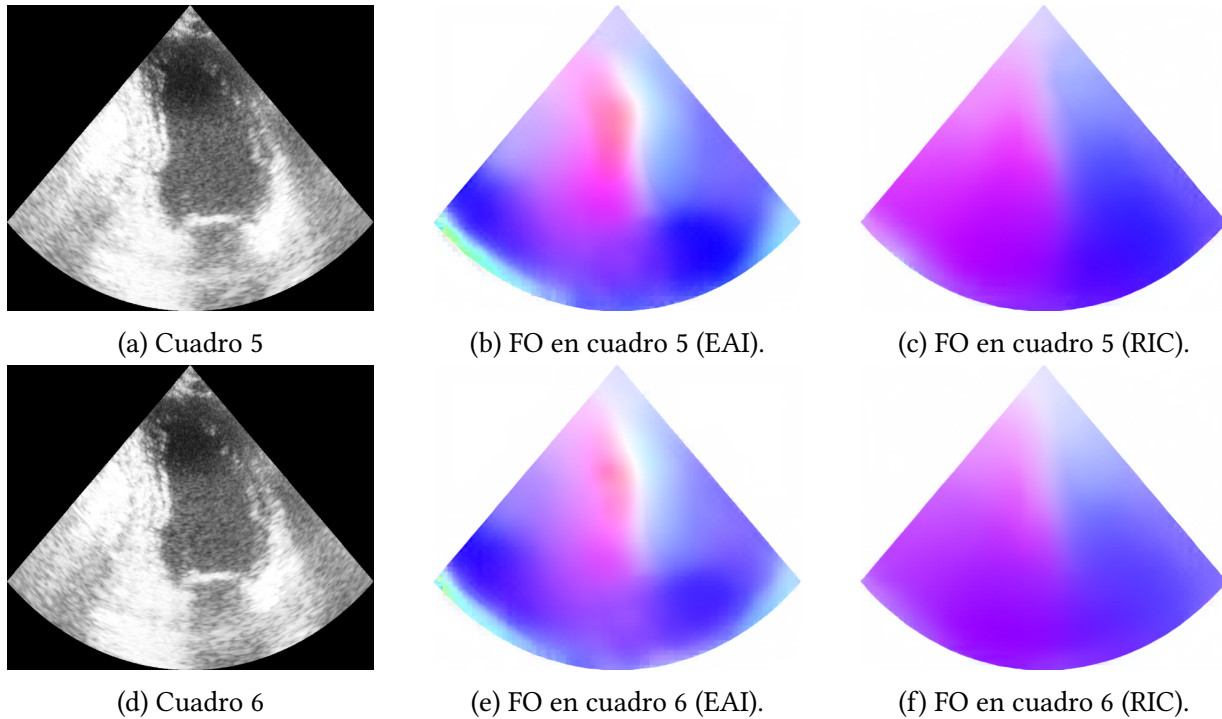 (a) Cuadro 5
(b) FO en cuadro 5 (EAI).
(c) FO en cuadro 5 (RIC).
(d) Cuadro 6
(e) FO en cuadro 6 (EAI).
(f) FO en cuadro 6 (RIC).